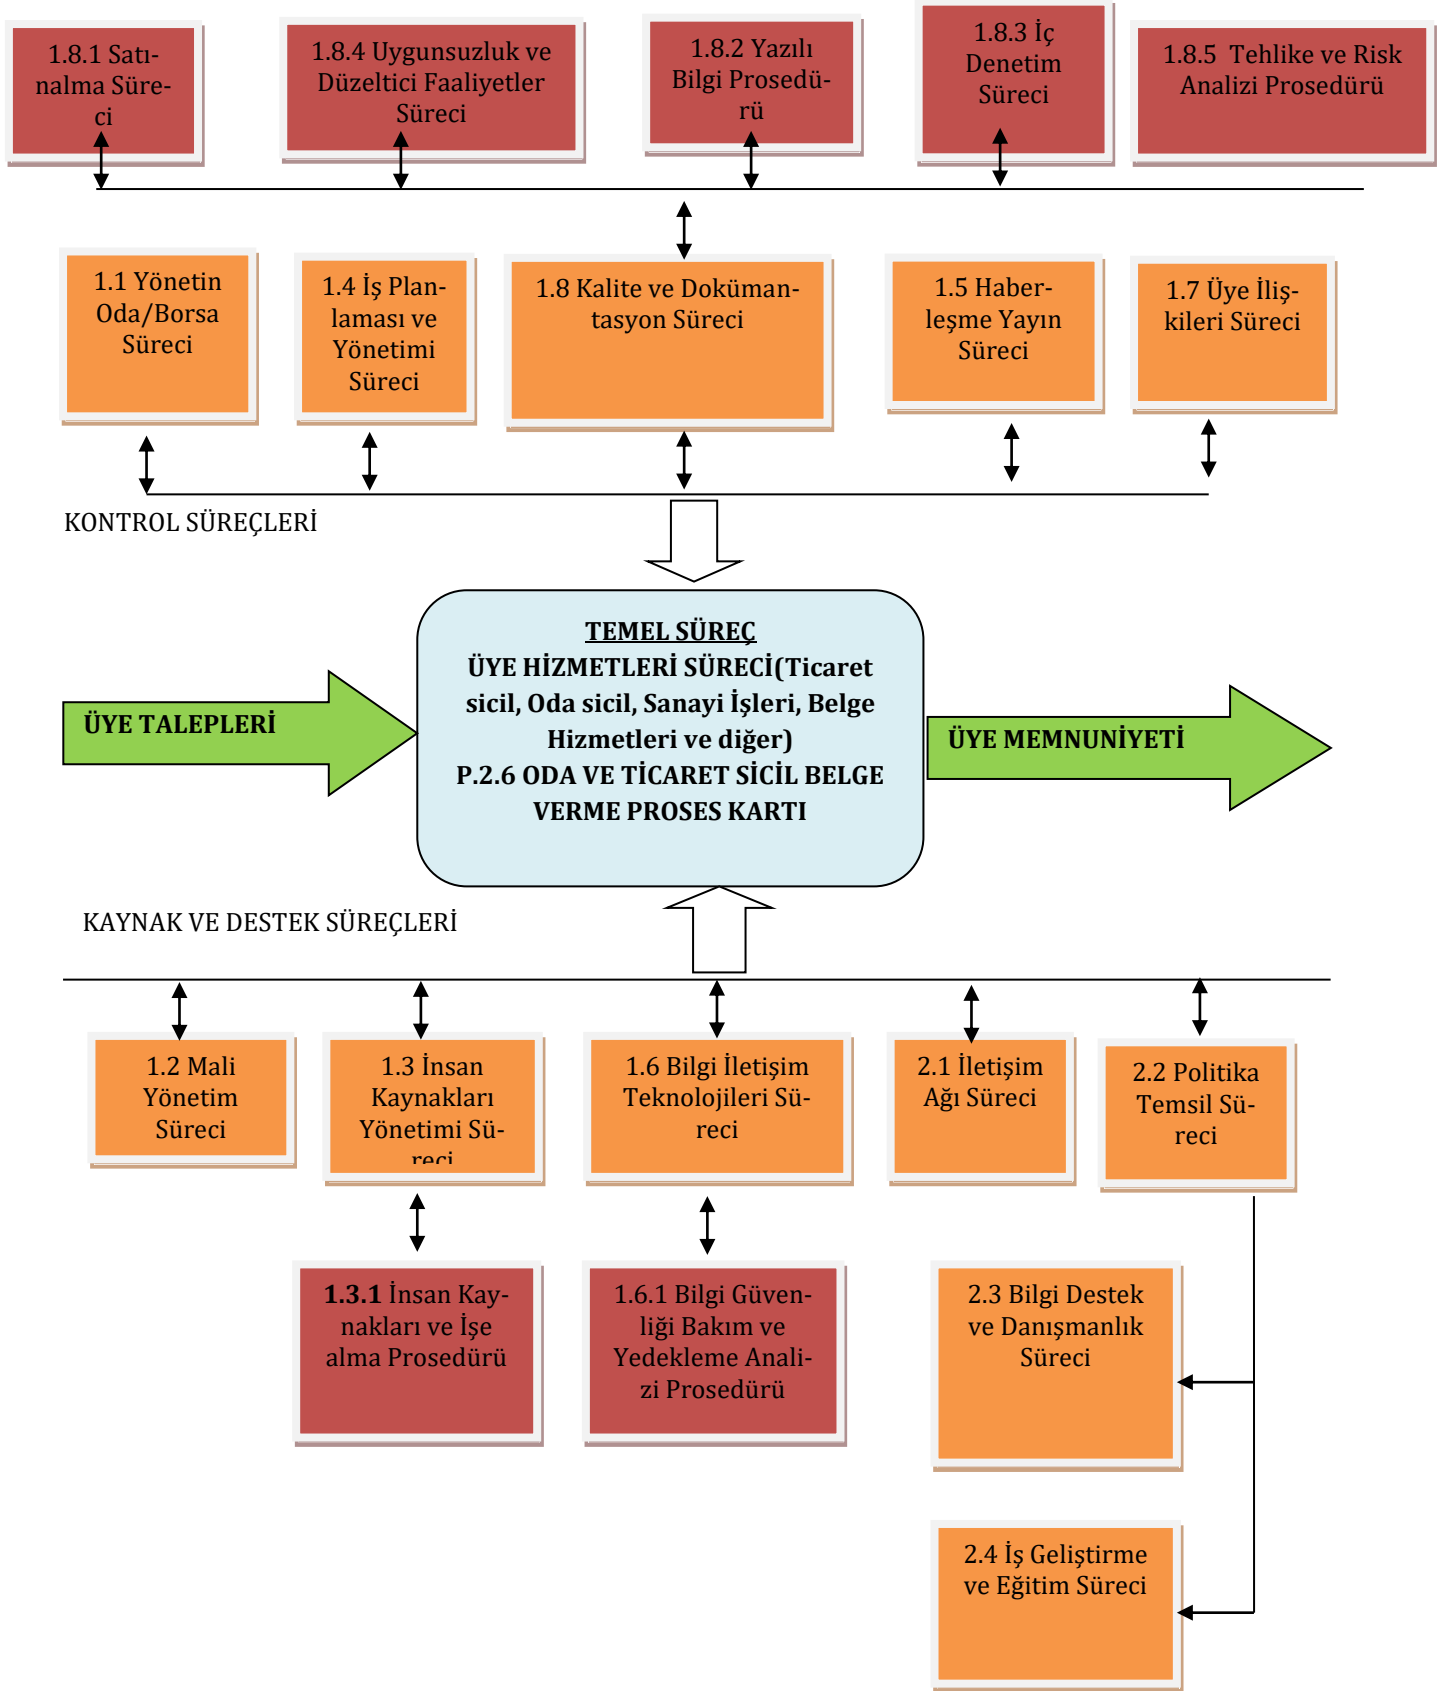 1.8.1 Satı-
nalma Süre-
ci
1.8.4 Uygunsuzluk ve
Düzeltici Faaliyetler
Süreci
1.8.2 Yazılı
Bilgi Prosedü-
rü
1.8.3 İç
Denetim
Süreci
1.8.5 Tehlike ve Risk
Analizi Prosedürü
1.1 Yönetin
Oda/Borsa
Süreci
1.4 İş Plan-
laması ve
Yönetimi
Süreci
1.8 Kalite ve Doküman-
tasyon Süreci
1.5 Haber-
leşme Yayın
Süreci
1.7 Üye İliş-
kileri Süreci
KONTROL SÜREÇLERİ
TEMEL SÜREÇ
ÜYE HİZMETLERİ SÜRECİ(Ticaret
sicil, Oda sicil, Sanayi İşleri, Belge
Hizmetleri ve diğer)
P.2.6 ODA VE TİCARET SİCİL BELGE
VERME PROSES KARTI
ÜYE TALEPLERİ
ÜYE MEMNUNİYETİ
KAYNAK VE DESTEK SÜREÇLERİ
1.2 Mali
Yönetim
Süreci
1.3 İnsan
Kaynakları
Yönetimi Sü-
reci
1.6 Bilgi İletişim
Teknolojileri Sü-
reci
2.1 İletişim
Ağı Süreci
2.2 Politika
Temsil Sü-
reci
1.3.1 İnsan Kay-
nakları ve İşe
alma Prosedürü
1.6.1 Bilgi Güven-
liği Bakım ve
Yedekleme Anali-
zi Prosedürü
2.3 Bilgi Destek
ve Danışmanlık
Süreci
2.4 İş Geliştirme
ve Eğitim Süreci